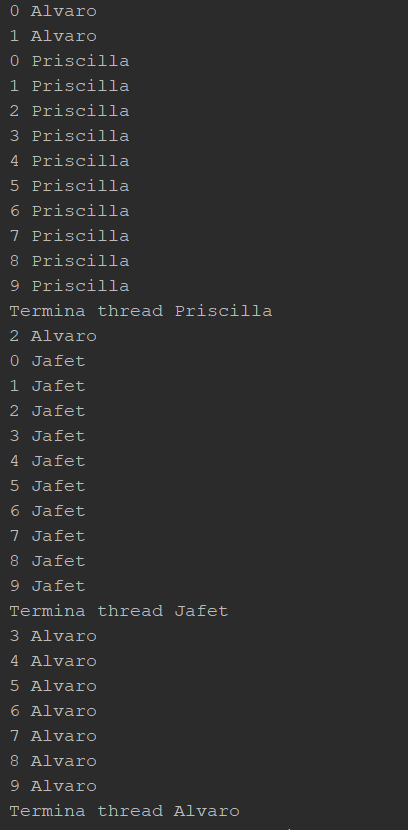 0 Alvaro
1 Alvaro
0 Priscilla
1 Priscilla
2 Priscilla
3 Priscilla
4 Priscilla
5 Priscilla
6 Priscilla
7 Priscilla
8 Priscilla
9 Priscilla
Termina thread Priscilla
2 Alvaro
0 Jafet
1 Jafet
2 Jafet
3 Jafet
4 Jafet
5 Jafet
6 Jafet
7 Jafet
8 Jafet
9 Jafet
Termina thread Jafet
3 Alvaro
4 Alvaro
5 Alvaro
6 Alvaro
7 Alvaro
8 Alvaro
9 Alvaro
Termina thread Alvaro